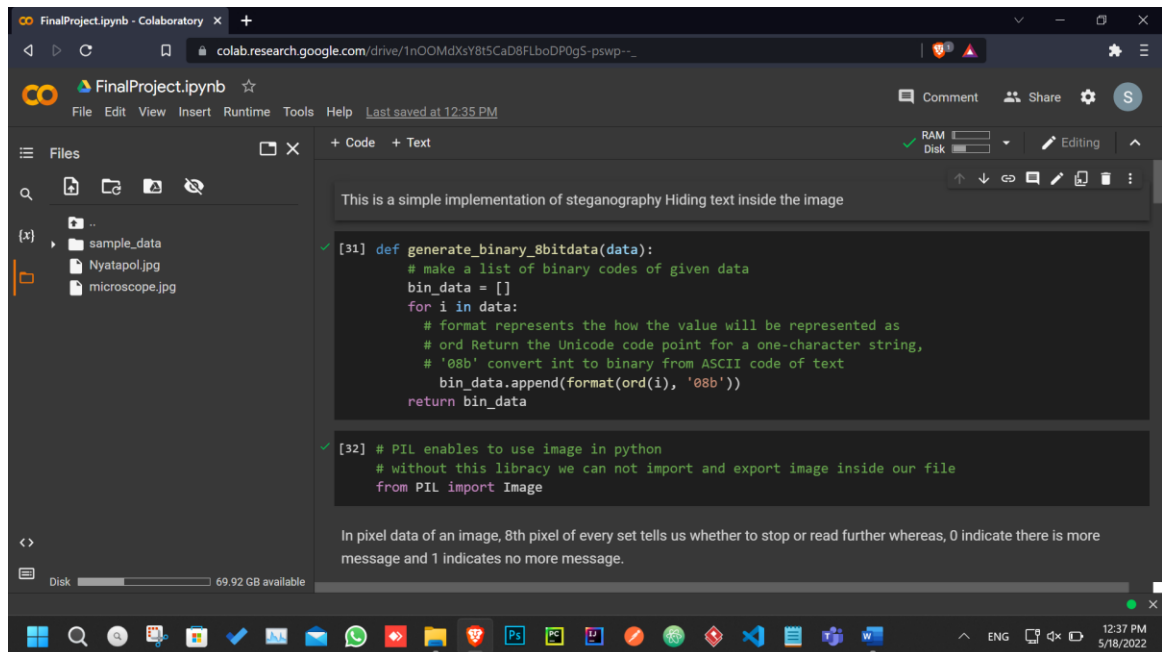 FinalProject.ipynb - Colaboratory
colab.research.google.com/drive/1nOOMdXsY8t5CaD8FLboDP0gS-pswp--_
FinalProject.ipynb
File Edit View Insert Runtime Tools Help Last saved at 12:35 PM
Comment Share S
Files
+ Code + Text
RAM
Disk
Editing
..
sample_data
Nyatapol.jpg
microscope.jpg
{x}
This is a simple implementation of steganography Hiding text inside the image
[31] def generate_binary_8bitdata(data):
# make a list of binary codes of given data
bin_data = []
for i in data:
# format represents the how the value will be represented as
# ord Return the Unicode code point for a one-character string,
# '08b' convert int to binary from ASCII code of text
bin_data.append(format(ord(i), '08b'))
return bin_data
[32] # PIL enables to use image in python
# without this libracy we can not import and export image inside our file
from PIL import Image
In pixel data of an image, 8th pixel of every set tells us whether to stop or read further whereas, 0 indicate there is more
message and 1 indicates no more message.
Disk 69.92 GB available
Ps
PC
IJ
ENG
12:37 PM
5/18/2022